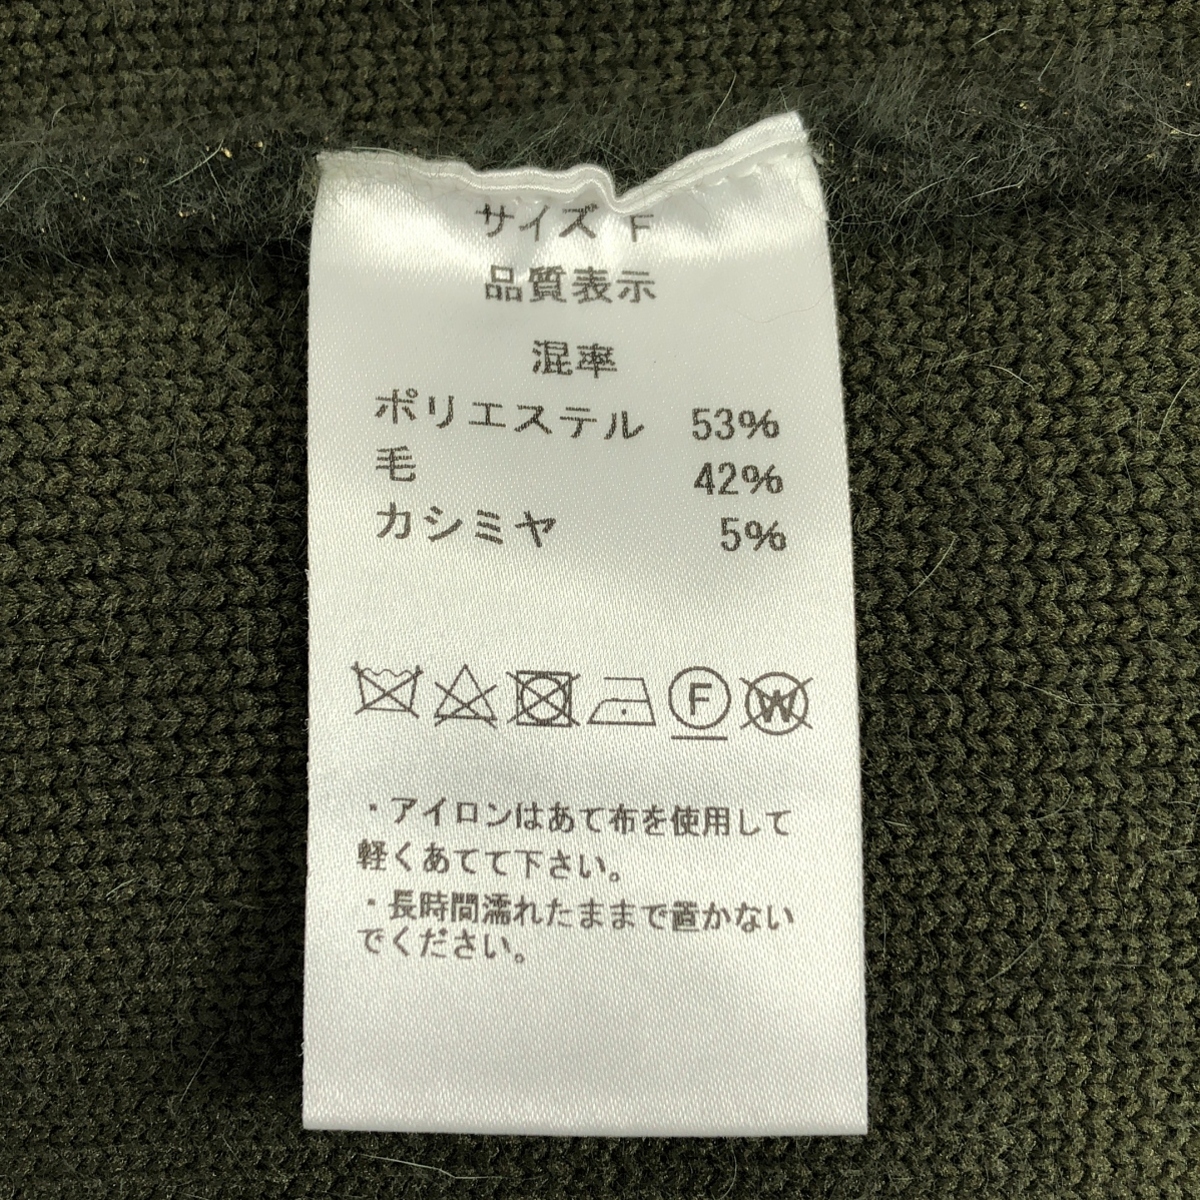 サイズ F
品質表示
混率
ポリエステル 53%
毛 42%
カシミヤ 5%
F W
・アイロンはあて布を使用して
軽くあてて下さい。
・長時間濡れたままで置かない
でください。